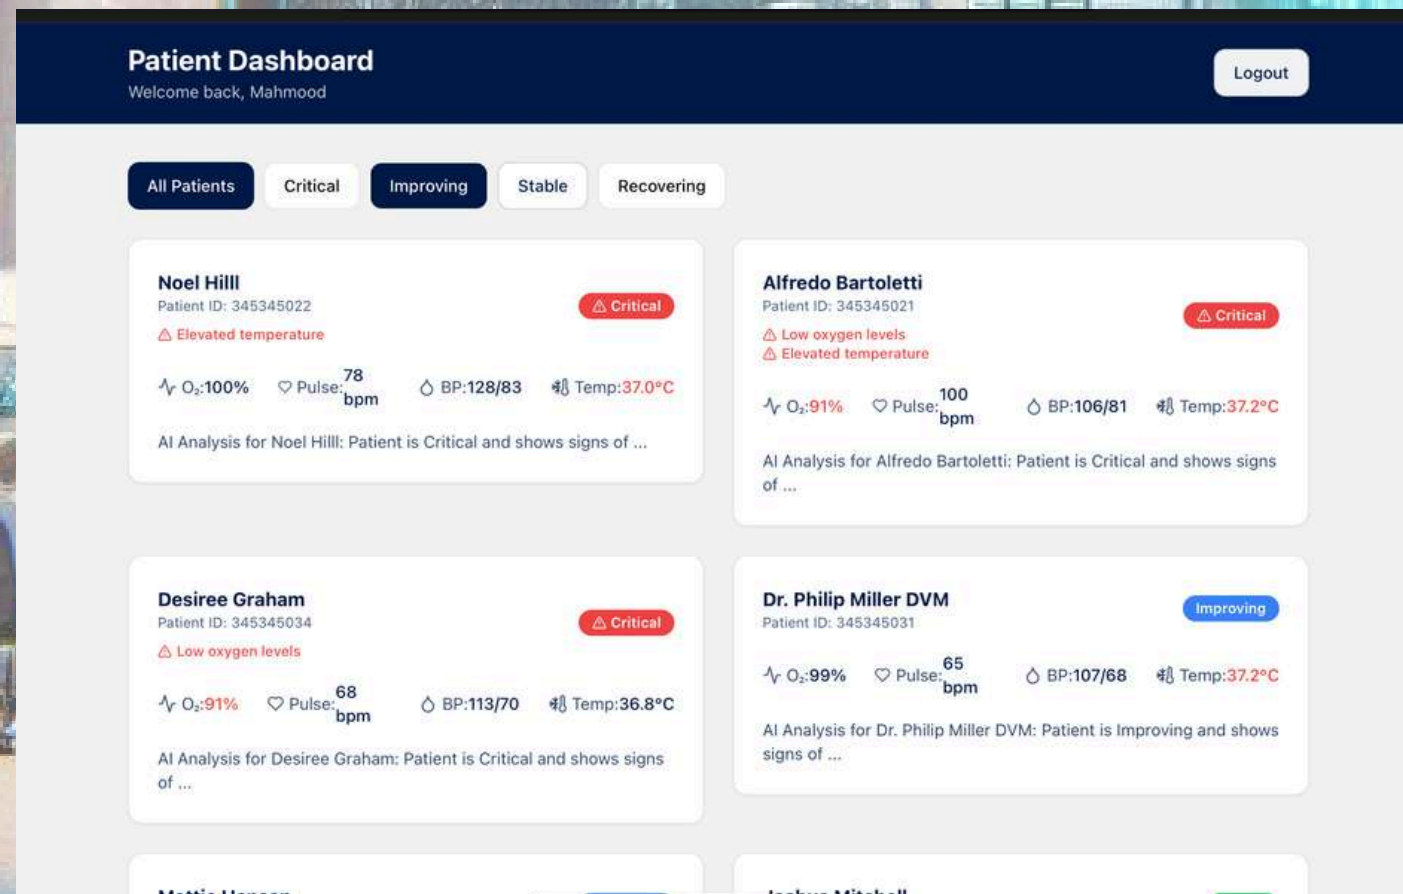 Patient Dashboard
Welcome back, Mahmood
Logout
All Patients
Critical
Improving
Stable
Recovering
Noel Hilll
Patient ID: 345345022
Critical
Elevated temperature
O₂:100% Pulse: 78 bpm BP:128/83 Temp:37.0°C
AI Analysis for Noel Hilll: Patient is Critical and shows signs of ...
Alfredo Bartoletti
Patient ID: 345345021
Critical
Low oxygen levels
Elevated temperature
O₂:91% Pulse: 100 bpm BP:106/81 Temp:37.2°C
AI Analysis for Alfredo Bartoletti: Patient is Critical and shows signs
of ...
Desiree Graham
Patient ID: 345345034
Critical
Low oxygen levels
O₂:91% Pulse: 68 bpm BP:113/70 Temp:36.8°C
AI Analysis for Desiree Graham: Patient is Critical and shows signs
of ...
Dr. Philip Miller DVM
Patient ID: 345345031
Improving
O₂:99% Pulse: 65 bpm BP:107/68 Temp:37.2°C
AI Analysis for Dr. Philip Miller DVM: Patient is Improving and shows
signs of ...
Joshua Mitchell